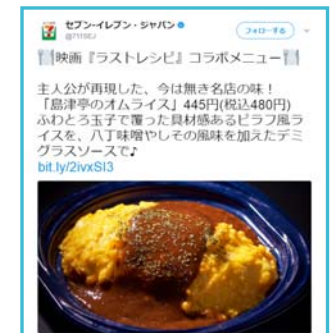 セブン‐イレブン・ジャパン
@711SEJ
フォローする
映画『ラストレシピ』コラボメニュー
主人公が再現した、今は無き名店の味！
「島津亭のオムライス」445円(税込480円)
ふわとろ玉子で覆った具材感あるピラフ風ラ
イスを、八丁味噌やしその風味を加えたデミ
グラスソースで♪
bit.ly/2ivxSI3